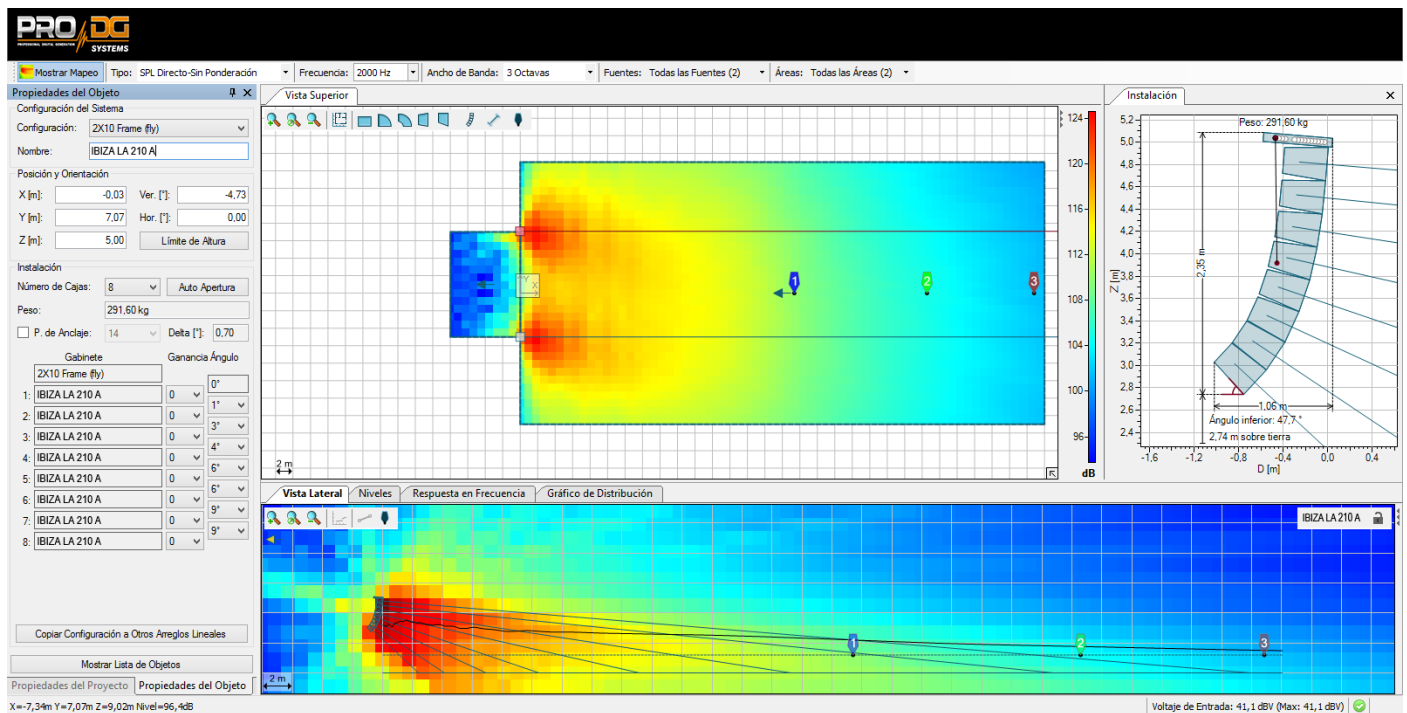 PRO/DG
PROFESSIONAL DIGITAL GENERATION
SYSTEMS
Mostrar Mapeo Tipo: SPL Directo-Sin Ponderación Frecuencia: 2000 Hz Ancho de Banda: 3 Octavas Fuentes: Todas las Fuentes (2) Áreas: Todas las Áreas (2)
Propiedades del Objeto
Configuración del Sistema
Configuración: 2X10 Frame (fly)
Nombre: IBIZA LA 210 A
Posición y Orientación
X [m]: -0,03 Ver. [°]: -4.73
Y [m]: 7,07 Hor. [°]: 0,00
Z [m]: 5,00 Límite de Altura
Instalación
Número de Cajas: 8 Auto Apertura
Peso: 291,60 kg
P. de Anclaje: 14 Delta [°]: 0,70
Gabinete Ganancia Ángulo
2X10 Frame (fly)
0°
1: IBIZA LA 210 A 0
1°
2: IBIZA LA 210 A 0
3°
3: IBIZA LA 210 A 0
4°
4: IBIZA LA 210 A 0
6°
5: IBIZA LA 210 A 0
6°
6: IBIZA LA 210 A 0
9°
7: IBIZA LA 210 A 0
9°
8: IBIZA LA 210 A 0
Copiar Configuración a Otros Arreglos Lineales
Mostrar Lista de Objetos
Propiedades del Proyecto Propiedades del Objeto
Vista Superior
Y
X
1 2 3
2 m
124
120
116
112
108
104
100
96
dB
Instalación
Peso: 291,60 kg
5,2
5,0
4,8
4,6
4,4
4,2
4,0
3,8
3,6
3,4
3,2
3,0
2,8
2,6
2,4
Z [m]
2,35 m
1,06 m
Ángulo inferior: 47,7 °
2,74 m sobre tierra
-1,6 -1,2 -0,8 -0,4 0,0 0,4
D [m]
Vista Lateral Niveles Respuesta en Frecuencia Gráfico de Distribución
IBIZA LA 210 A
1 2 3
2 m
X=-7,34m Y=7,07m Z=9,02m Nivel=96,4dB
Voltaje de Entrada: 41,1 dBV (Max: 41,1 dBV)